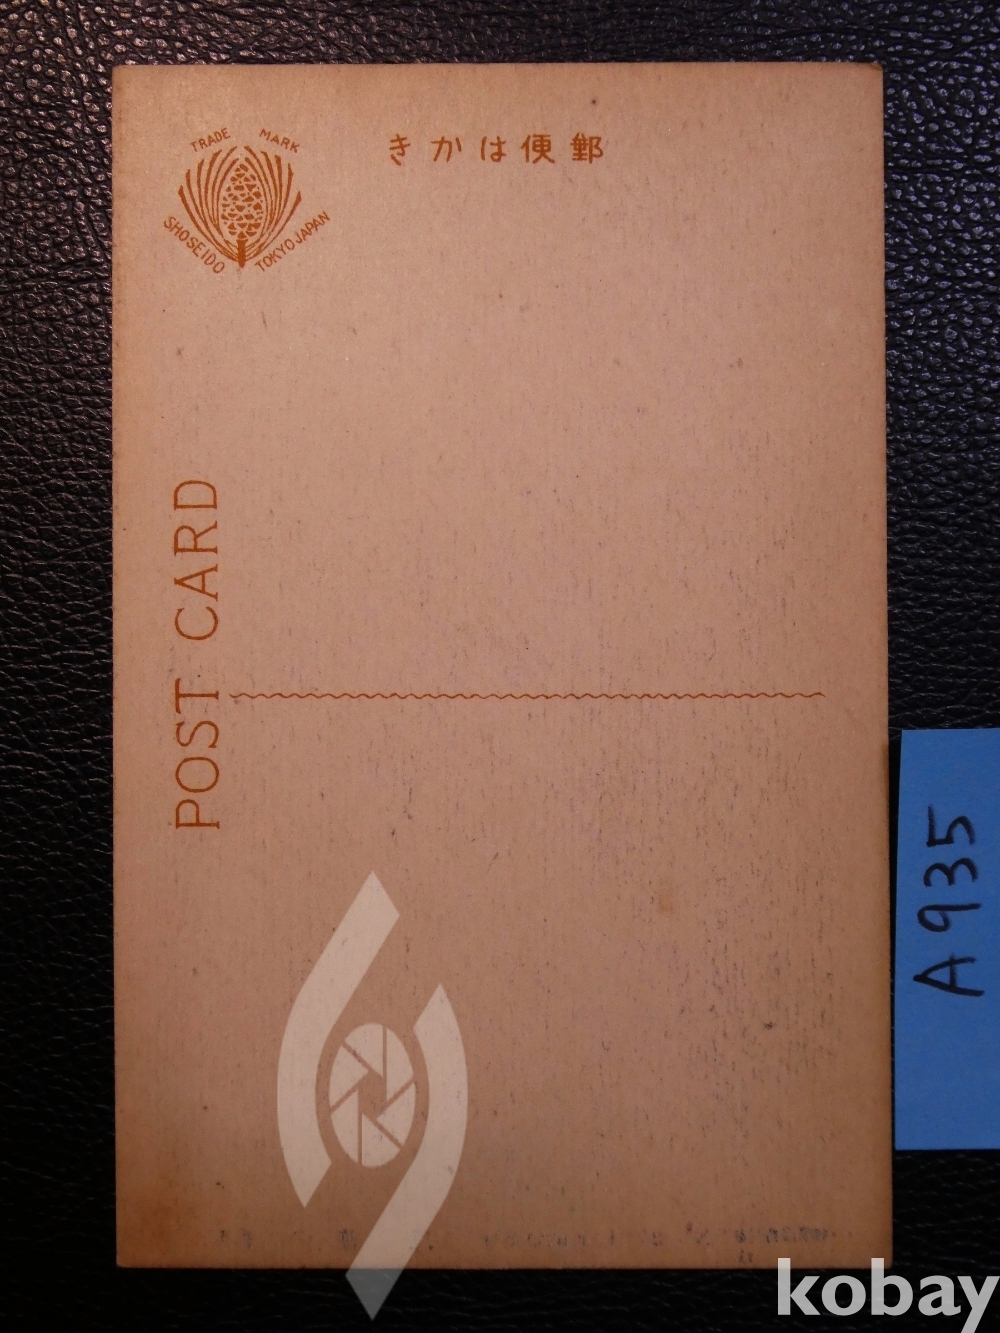 TRADE MARK
SHOSEIDO TOKYO JAPAN
きかは便郵
POST CARD
A935
kobay